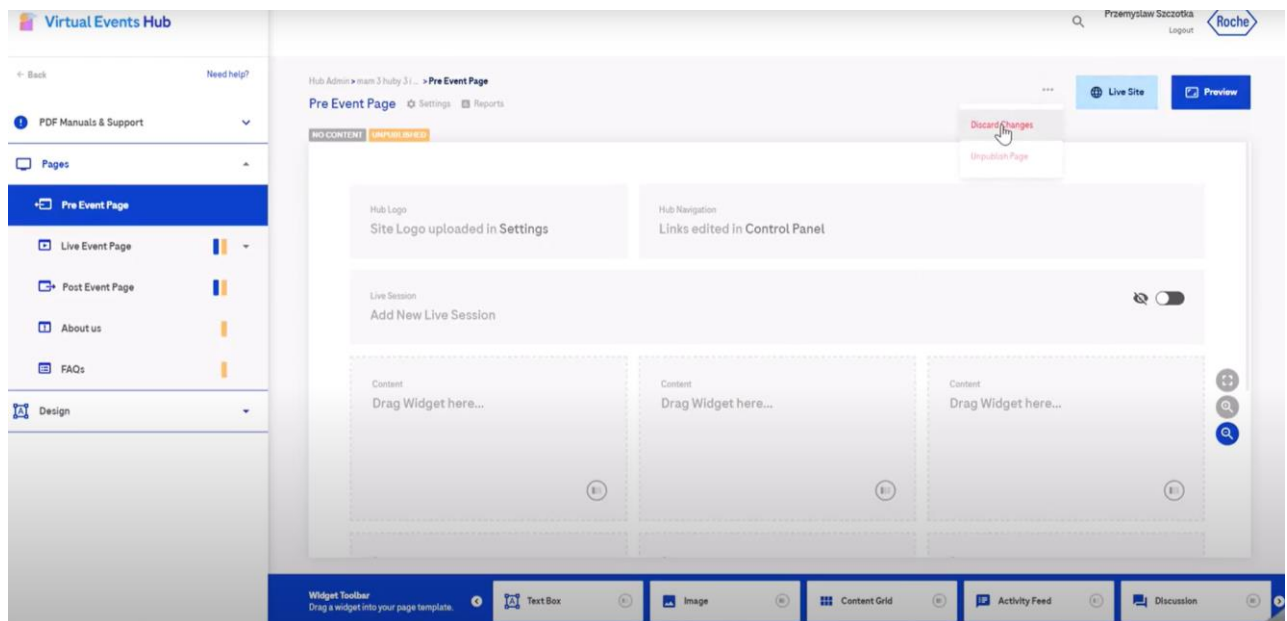 Virtual Events Hub
Przemyslaw Szczotka
Logout
Roche
← Back
Need help?
PDF Manuals & Support
Pages
Pre Event Page
Live Event Page
Post Event Page
About us
FAQs
Design
Hub Admin > mam 3 huby 3 (... > Pre Event Page
Pre Event Page Settings Reports
...
Live Site
Preview
NO CONTENT UNPUBLISHED
Discard Changes
Unpublish Page
Hub Logo
Site Logo uploaded in Settings
Hub Navigation
Links edited in Control Panel
Live Session
Add New Live Session
Content
Drag Widget here...
Content
Drag Widget here...
Content
Drag Widget here...
Widget Toolbar
Drag a widget into your page template.
Text Box
Image
Content Grid
Activity Feed
Discussion